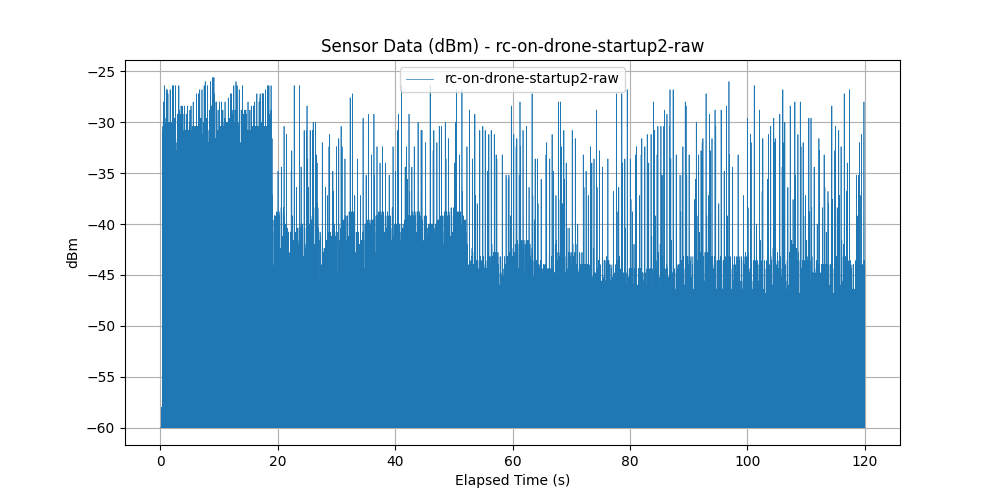 Sensor Data (dBm) - rc-on-drone-startup2-raw
rc-on-drone-startup2-raw
−25
−30
−35
−40
−45
−50
−55
−60
dBm
0 20 40 60 80 100 120
Elapsed Time (s)